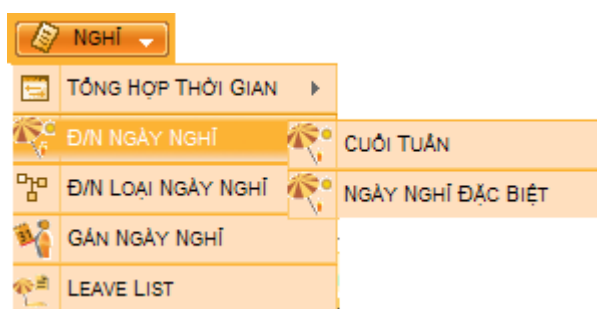 NGHỈ
TỔNG HỢP THỜI GIAN
Đ/N NGÀY NGHỈ
CUỐI TUẦN
Đ/N LOẠI NGÀY NGHỈ
NGÀY NGHỈ ĐẶC BIỆT
GÁN NGÀY NGHỈ
LEAVE LIST